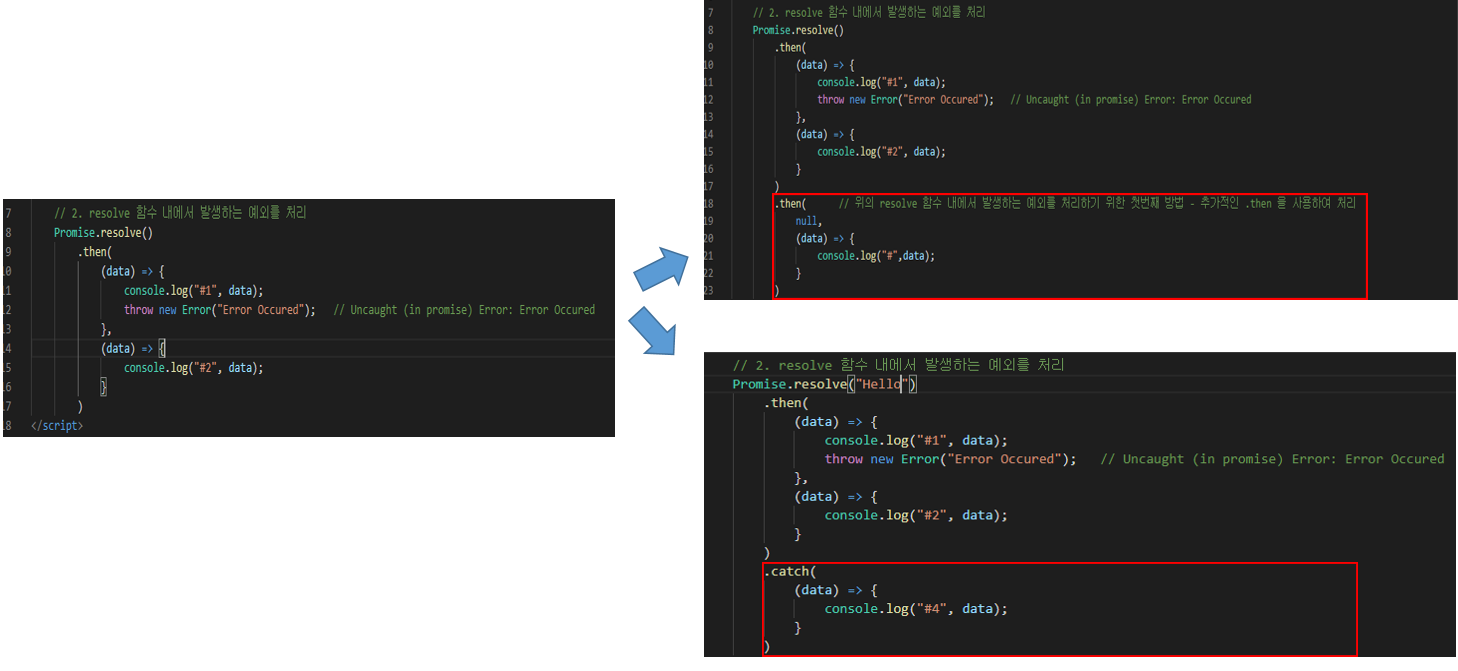 7 // 2. resolve 함수 내에서 발생하는 예외를 처리
8 Promise.resolve()
9 .then(
0 (data) => {
1 console.log("#1", data);
2 throw new Error("Error Occured"); // Uncaught (in promise) Error: Error Occured
3 },
4 (data) => {
5 console.log("#2", data);
6 }
7 )
8 </script>
7 // 2. resolve 함수 내에서 발생하는 예외를 처리
8 Promise.resolve()
9 .then(
10 (data) => {
11 console.log("#1", data);
12 throw new Error("Error Occured"); // Uncaught (in promise) Error: Error Occured
13 },
14 (data) => {
15 console.log("#2", data);
16 }
17 )
18 .then( // 위의 resolve 함수 내에서 발생하는 예외를 처리하기 위한 첫번째 방법 - 추가적인 .then 을 사용하여 처리
19 null,
20 (data) => {
21 console.log("#",data);
22 }
23 )
// 2. resolve 함수 내에서 발생하는 예외를 처리
Promise.resolve("Hello")
.then(
(data) => {
console.log("#1", data);
throw new Error("Error Occured"); // Uncaught (in promise) Error: Error Occured
},
(data) => {
console.log("#2", data);
}
)
.catch(
(data) => {
console.log("#4", data);
}
)